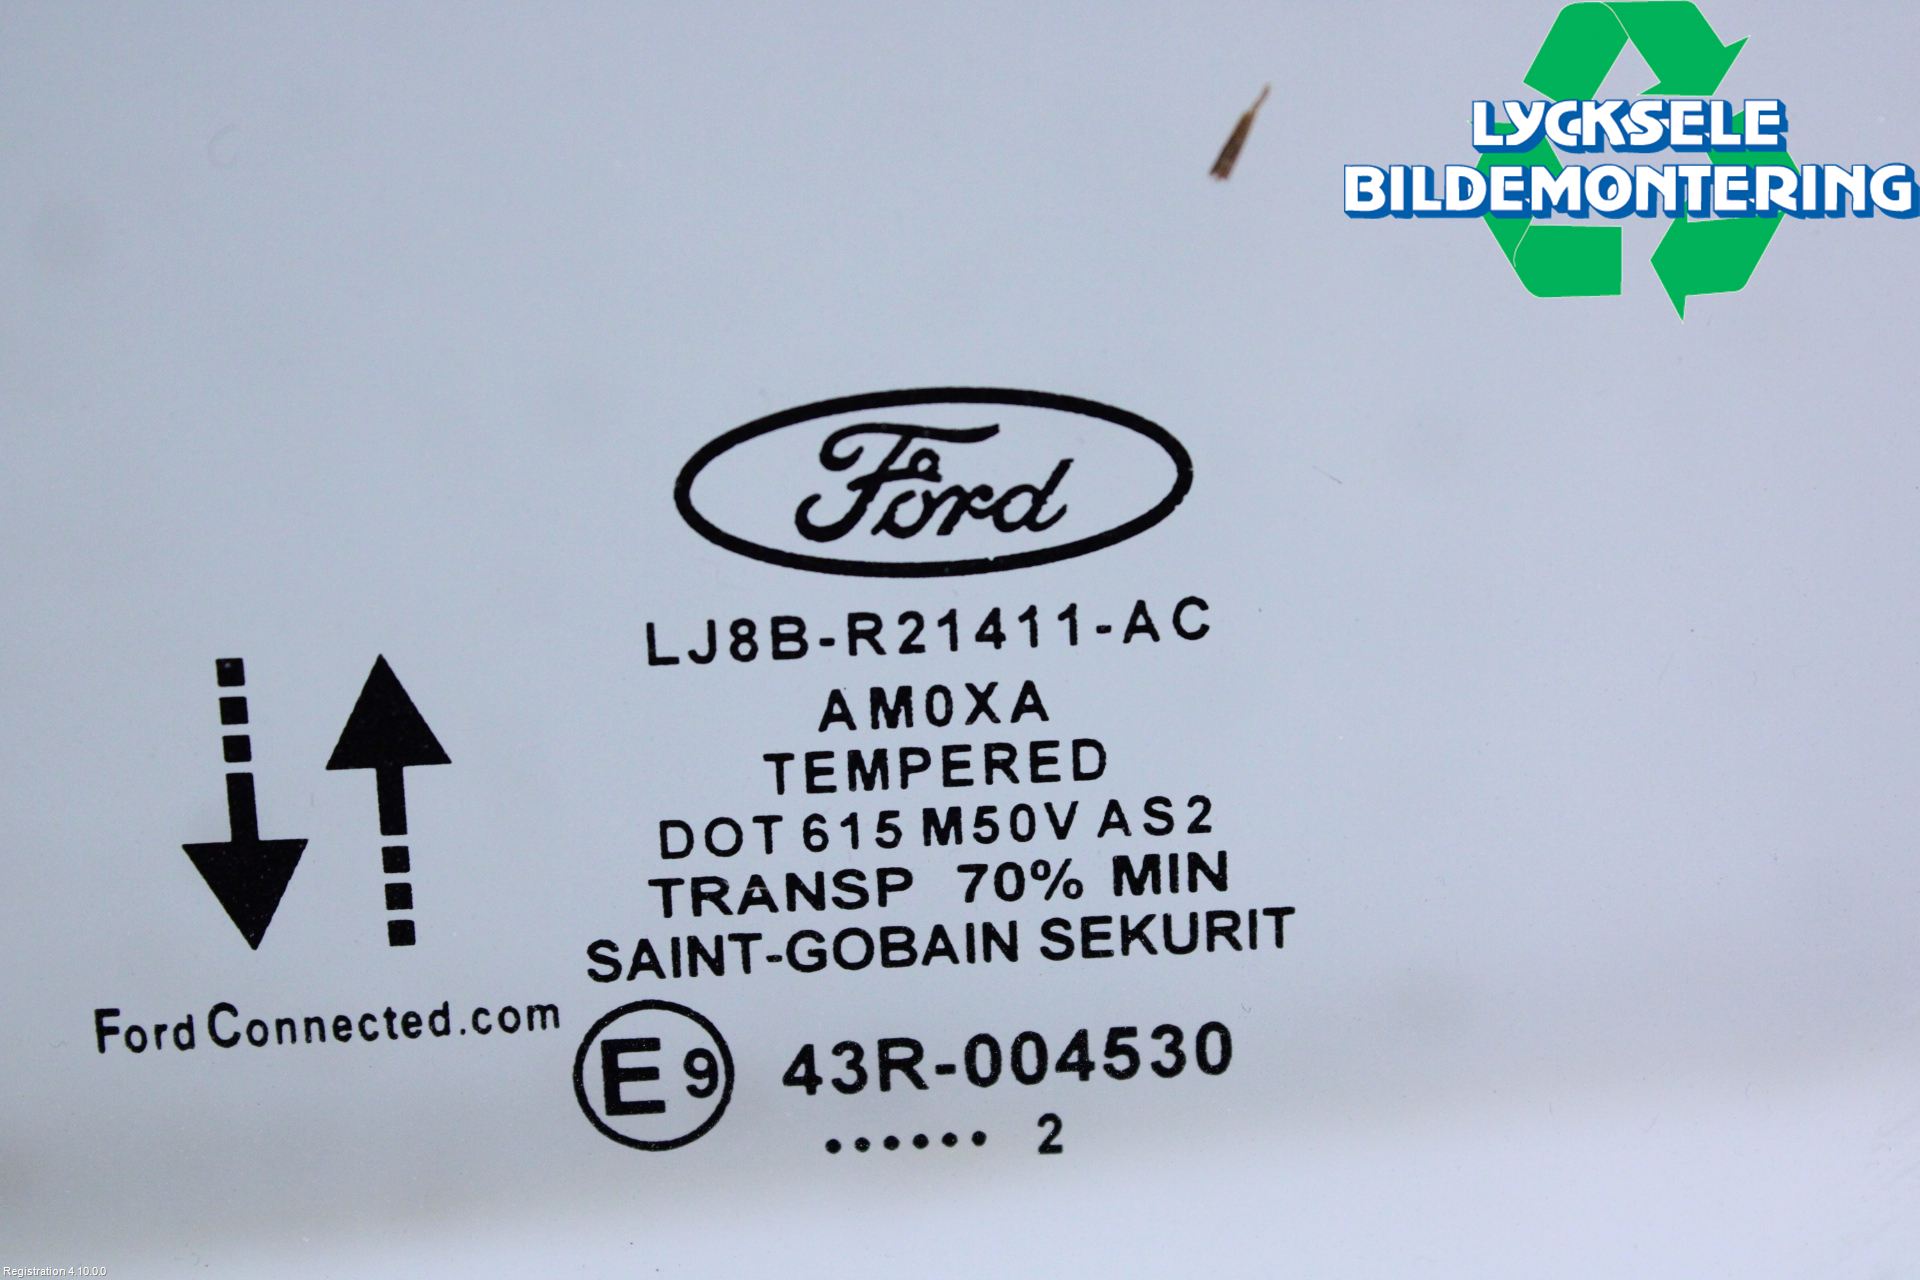 LYCKSELE
BILDEMONTERING
Ford
LJ8B-R21411-AC
AM0XA
TEMPERED
DOT 615 M50V AS2
TRANSP 70% MIN
SAINT-GOBAIN SEKURIT
FordConnected.com
E9 43R-004530
•••••• 2
Registration 4.10.0.0